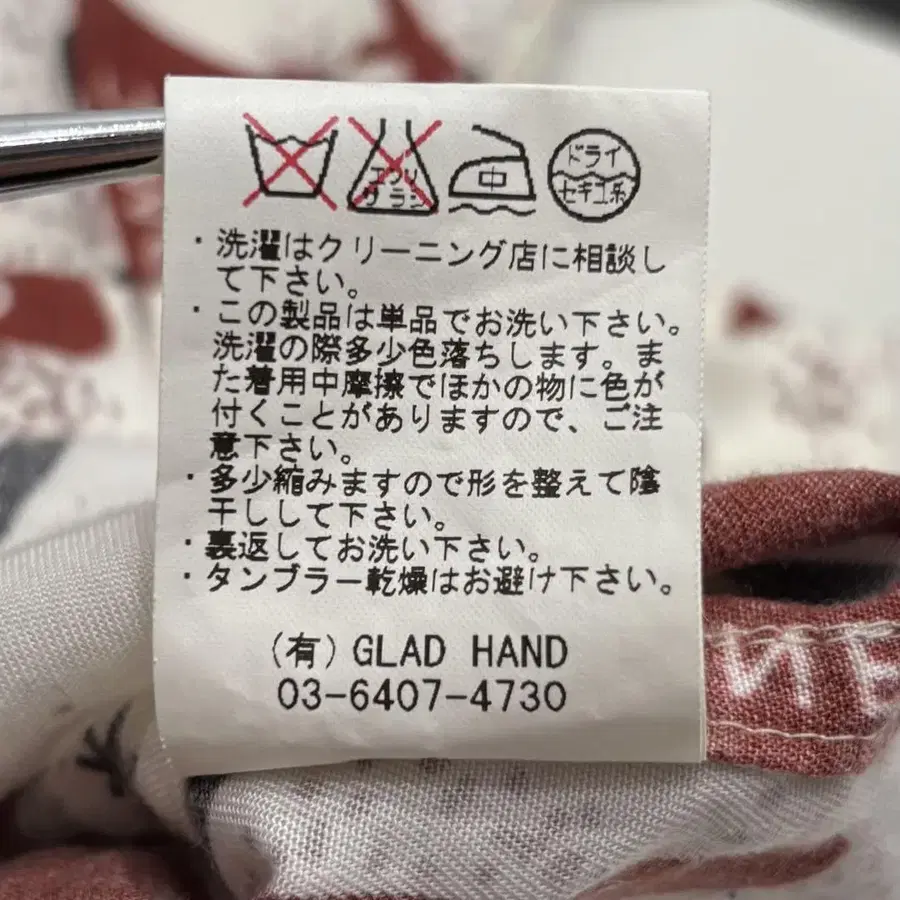 エンソ サラシ 中 ドライ
セキユ系
・洗濯はクリーニング店に相談し
て下さい。
・この製品は単品でお洗い下さい。
洗濯の際多少色落ちします。ま
た着用中摩擦でほかの物に色が
付くことがありますので、ご注
意下さい。
・多少縮みますので形を整えて陰
干しして下さい。
・裏返してお洗い下さい。
・タンブラー乾燥はお避け下さい。
(有) GLAD HAND
03-6407-4730